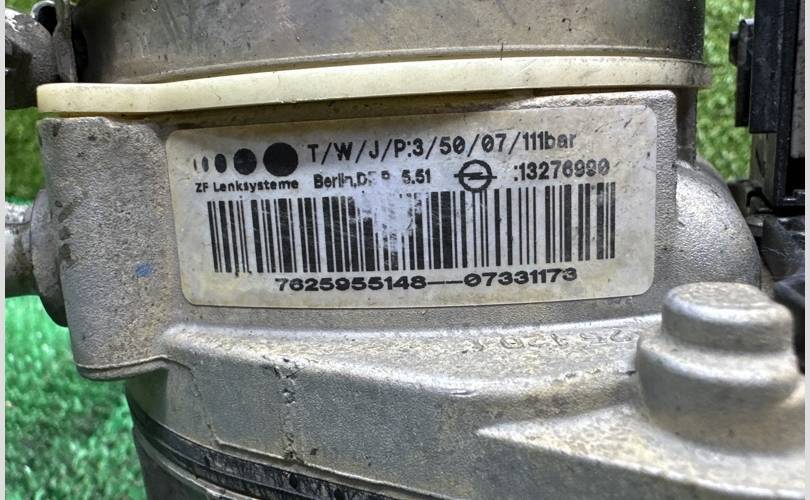 T/W/J/P:3/50/07/111bar
ZF Lenksysteme Berlin, 5.51 :13276990
7625955148--07331173